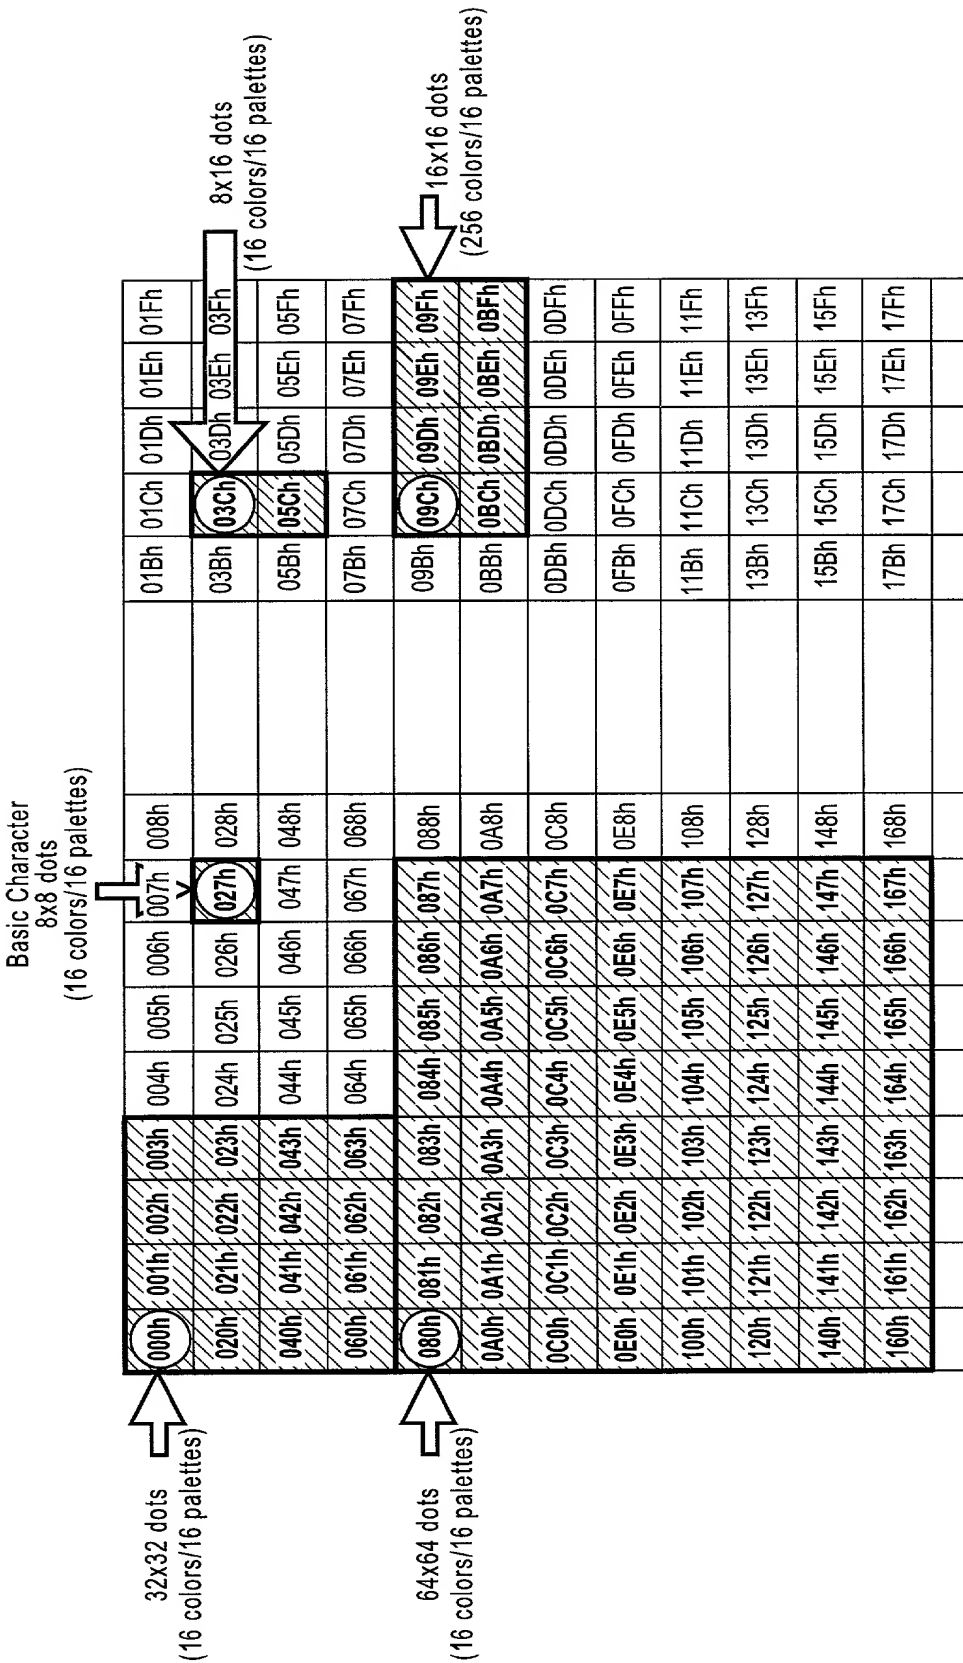 Basic Character
8x8 dots
(16 colors/16 palettes)
8x16 dots
(16 colors/16 palettes)
32x32 dots
(16 colors/16 palettes)
64x64 dots
(16 colors/16 palettes)
16x16 dots
(256 colors/16 palettes)
000h 001h 002h 003h 004h 005h 006h 007h 008h 01Bh 01Ch 01Dh 01Eh 01Fh
020h 021h 022h 023h 024h 025h 026h 027h 028h 03Bh 03Ch 03Dh 03Eh 03Fh
040h 041h 042h 043h 044h 045h 046h 047h 048h 05Bh 05Ch 05Dh 05Eh 05Fh
060h 061h 062h 063h 064h 065h 066h 067h 068h 07Bh 07Ch 07Dh 07Eh 07Fh
080h 081h 082h 083h 084h 085h 086h 087h 088h 09Bh 09Ch 09Dh 09Eh 09Fh
0A0h 0A1h 0A2h 0A3h 0A4h 0A5h 0A6h 0A7h 0A8h 0BBh 0BCh 0BDh 0BEh 0BFh
0C0h 0C1h 0C2h 0C3h 0C4h 0C5h 0C6h 0C7h 0C8h 0DBh 0DCh 0DDh 0DEh 0DFh
0E0h 0E1h 0E2h 0E3h 0E4h 0E5h 0E6h 0E7h 0E8h 0FBh 0FCh 0FDh 0FEh 0FFh
100h 101h 102h 103h 104h 105h 106h 107h 108h 11Bh 11Ch 11Dh 11Eh 11Fh
120h 121h 122h 123h 124h 125h 126h 127h 128h 13Bh 13Ch 13Dh 13Eh 13Fh
140h 141h 142h 143h 144h 145h 146h 147h 148h 15Bh 15Ch 15Dh 15Eh 15Fh
160h 161h 162h 163h 164h 165h 166h 167h 168h 17Bh 17Ch 17Dh 17Eh 17Fh